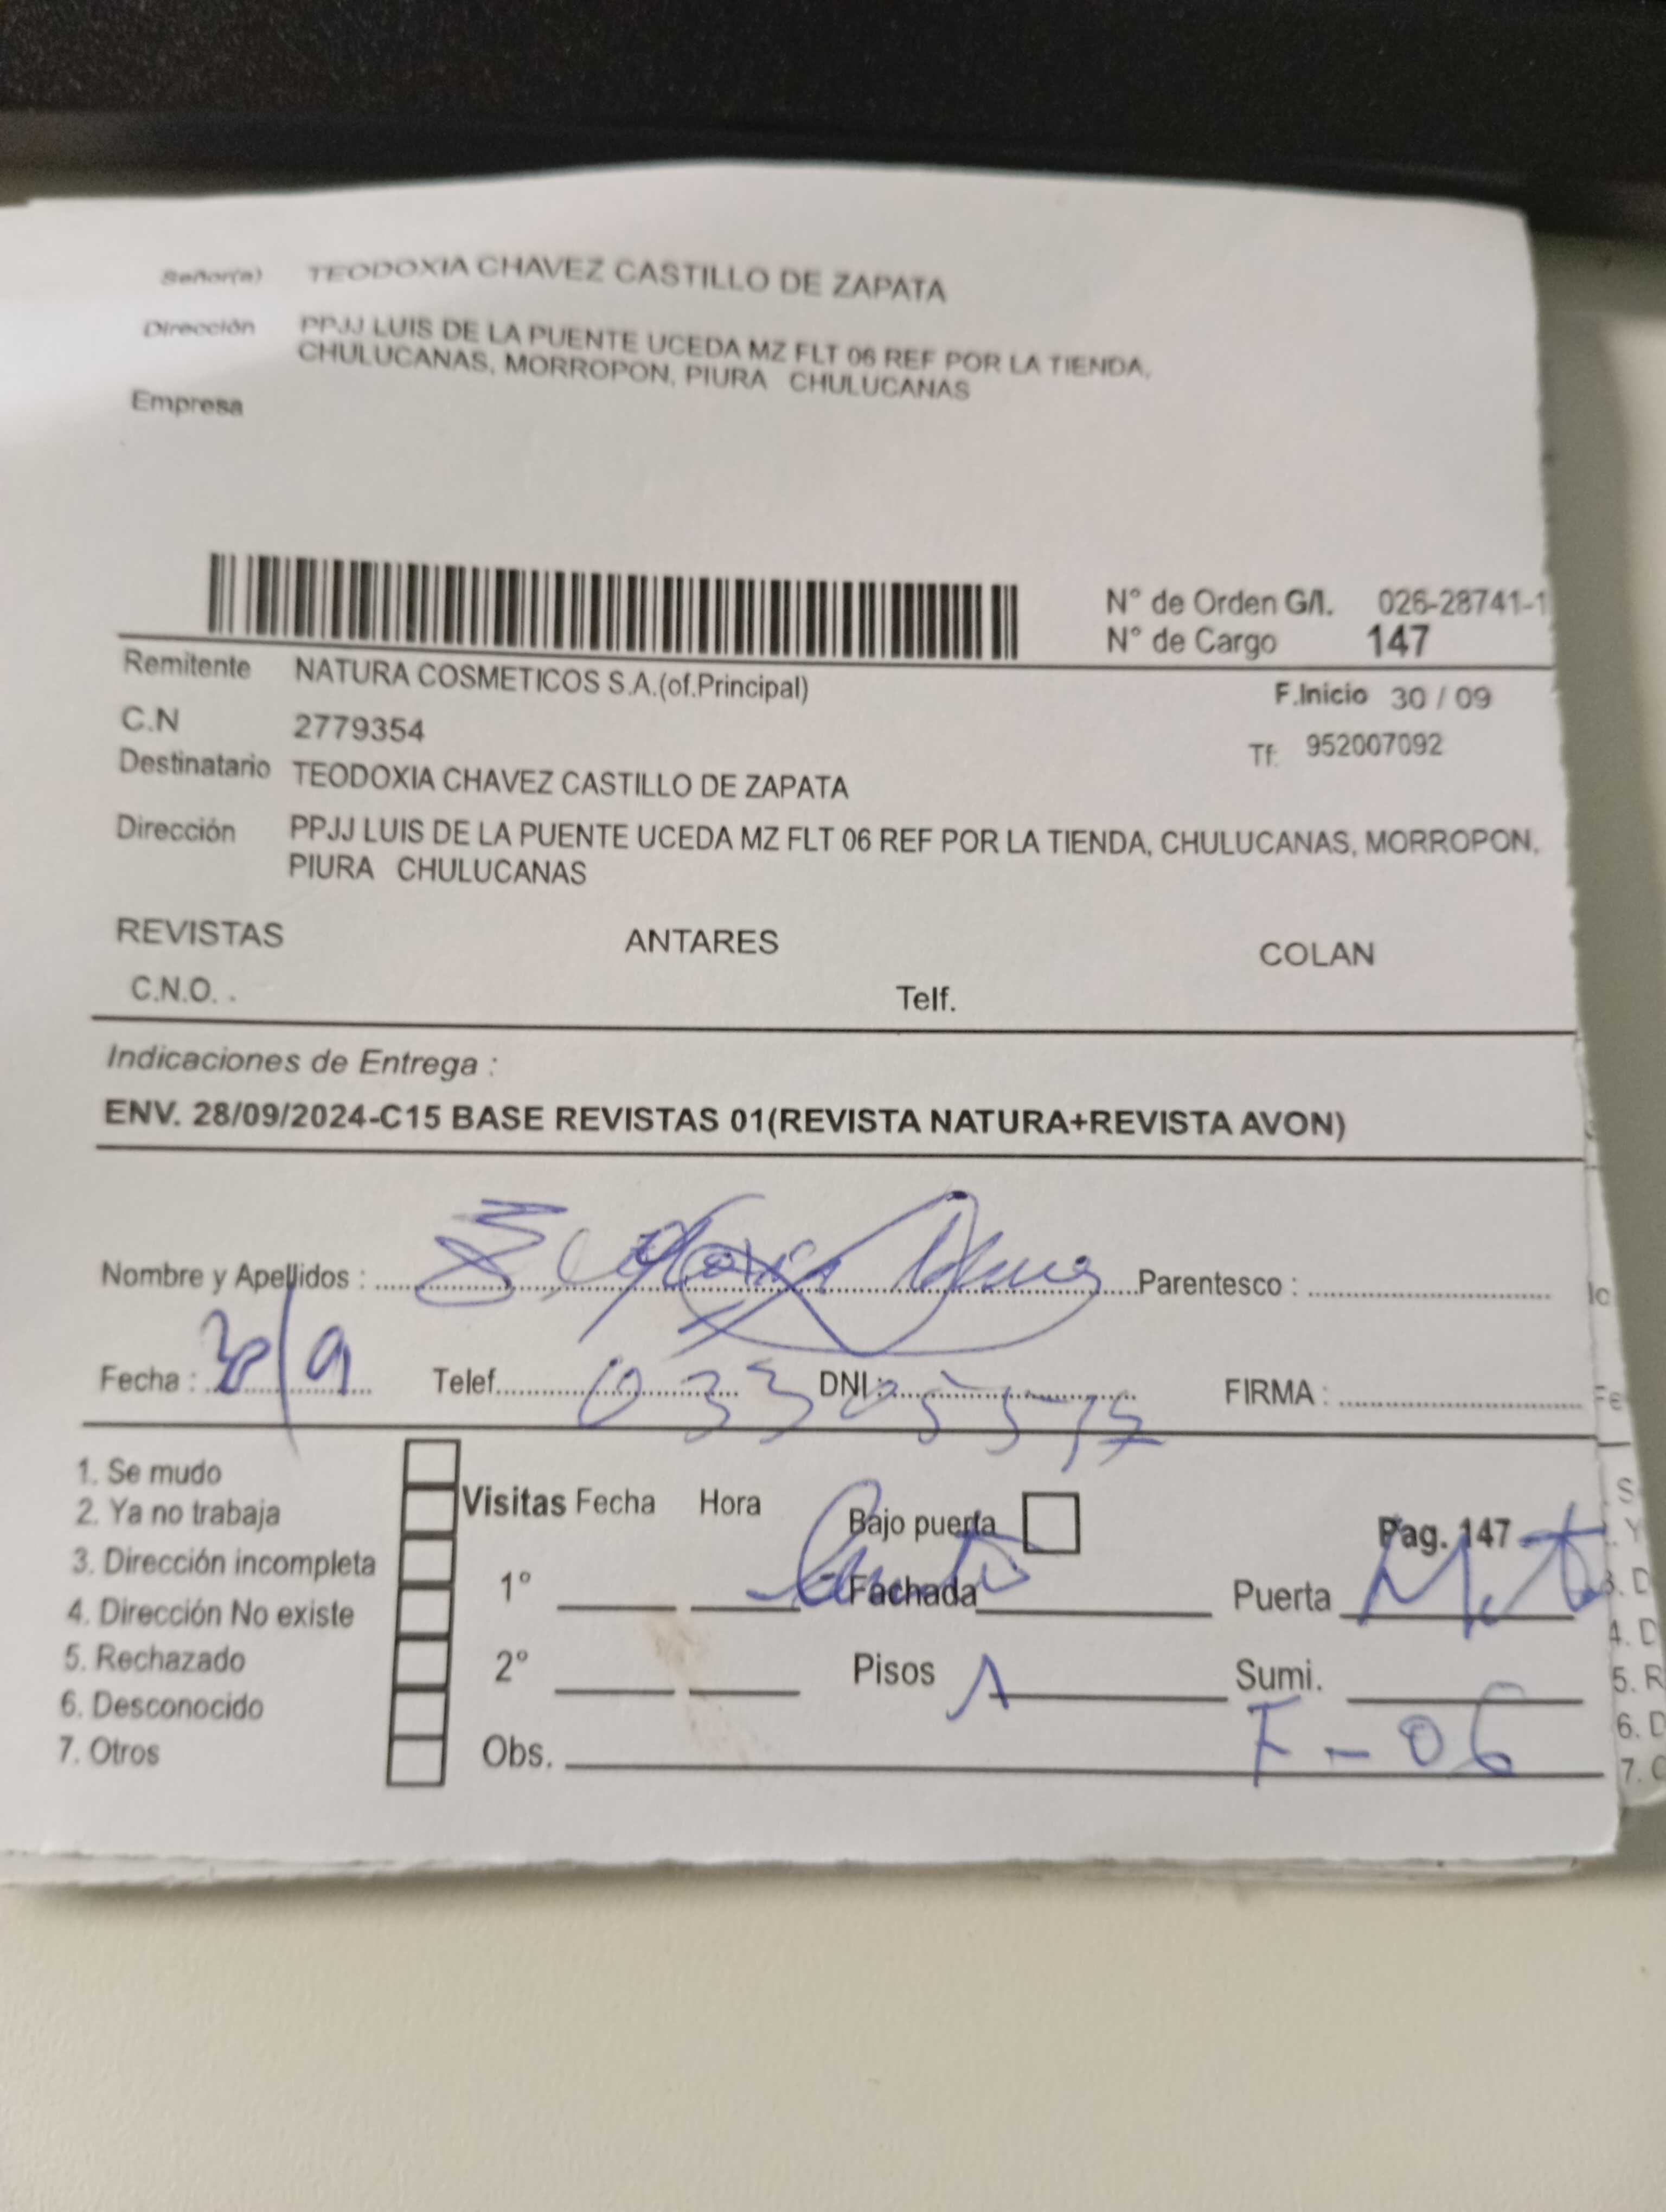 Señor(a) TEODOXIA CHAVEZ CASTILLO DE ZAPATA
Dirección PPJJ LUIS DE LA PUENTE UCEDA MZ FLT 06 REF POR LA TIENDA,
CHULUCANAS, MORROPON, PIURA CHULUCANAS
Empresa
N° de Orden G/I. 026-28741-1
N° de Cargo 147
Remitente NATURA COSMETICOS S.A.(of.Principal) F.Inicio 30 / 09
C.N 2779354 Tf: 952007092
Destinatario TEODOXIA CHAVEZ CASTILLO DE ZAPATA
Dirección PPJJ LUIS DE LA PUENTE UCEDA MZ FLT 06 REF POR LA TIENDA, CHULUCANAS, MORROPON,
PIURA CHULUCANAS
REVISTAS ANTARES COLAN
C.N.O. . Telf.
Indicaciones de Entrega :
ENV. 28/09/2024-C15 BASE REVISTAS 01(REVISTA NATURA+REVISTA AVON)
Nombre y Apellidos : Parentesco :
Fecha : 30/9 Telef. DNI : FIRMA :
1. Se mudo
2. Ya no trabaja
3. Dirección incompleta
4. Dirección No existe
5. Rechazado
6. Desconocido
7. Otros
Visitas Fecha Hora Bajo puerta Pag. 147
1° Fachada Puerta
2° Pisos 1 Sumi.
Obs. F-06